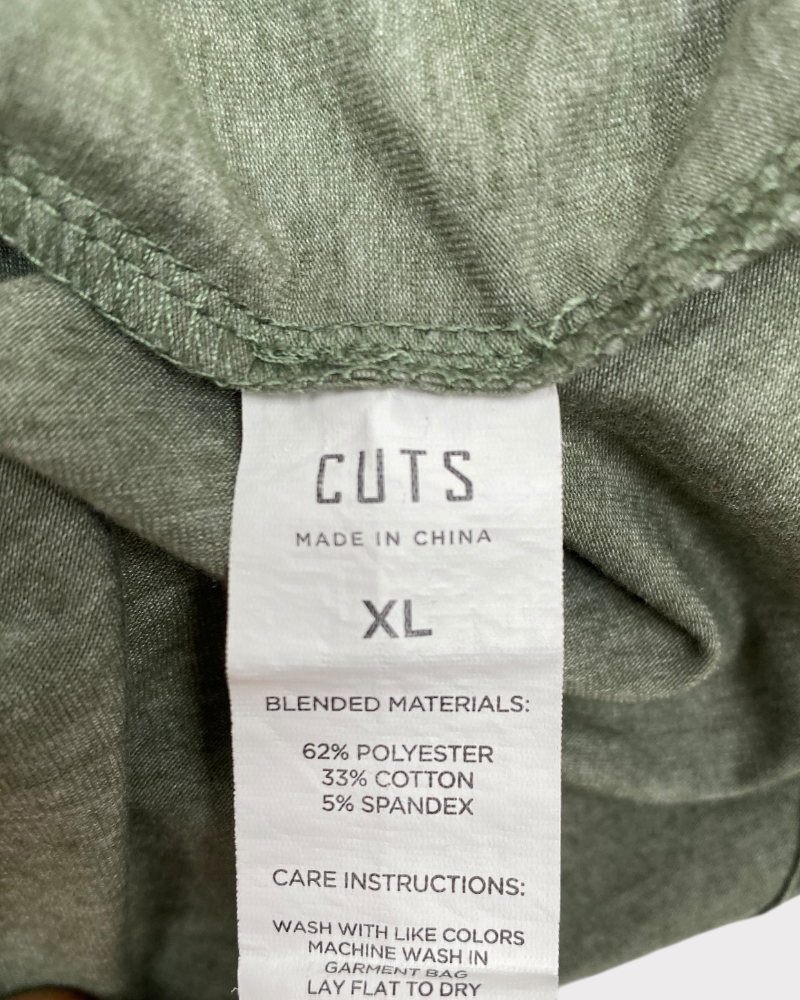 CUTS
MADE IN CHINA
XL
BLENDED MATERIALS:
62% POLYESTER
33% COTTON
5% SPANDEX
CARE INSTRUCTIONS:
WASH WITH LIKE COLORS
MACHINE WASH IN
GARMENT BAG
LAY FLAT TO DRY